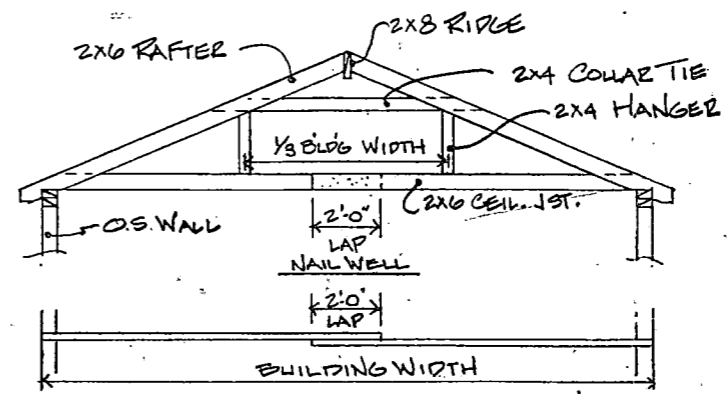 2X8 RIDGE
2X6 RAFTER
2X4 COLLAR TIE
2X4 HANGER
1/3 BLDG WIDTH
2X6 CEIL. JST.
O.S. WALL
2'-0"
LAP
NAIL WELL
2'-0"
LAP
BUILDING WIDTH